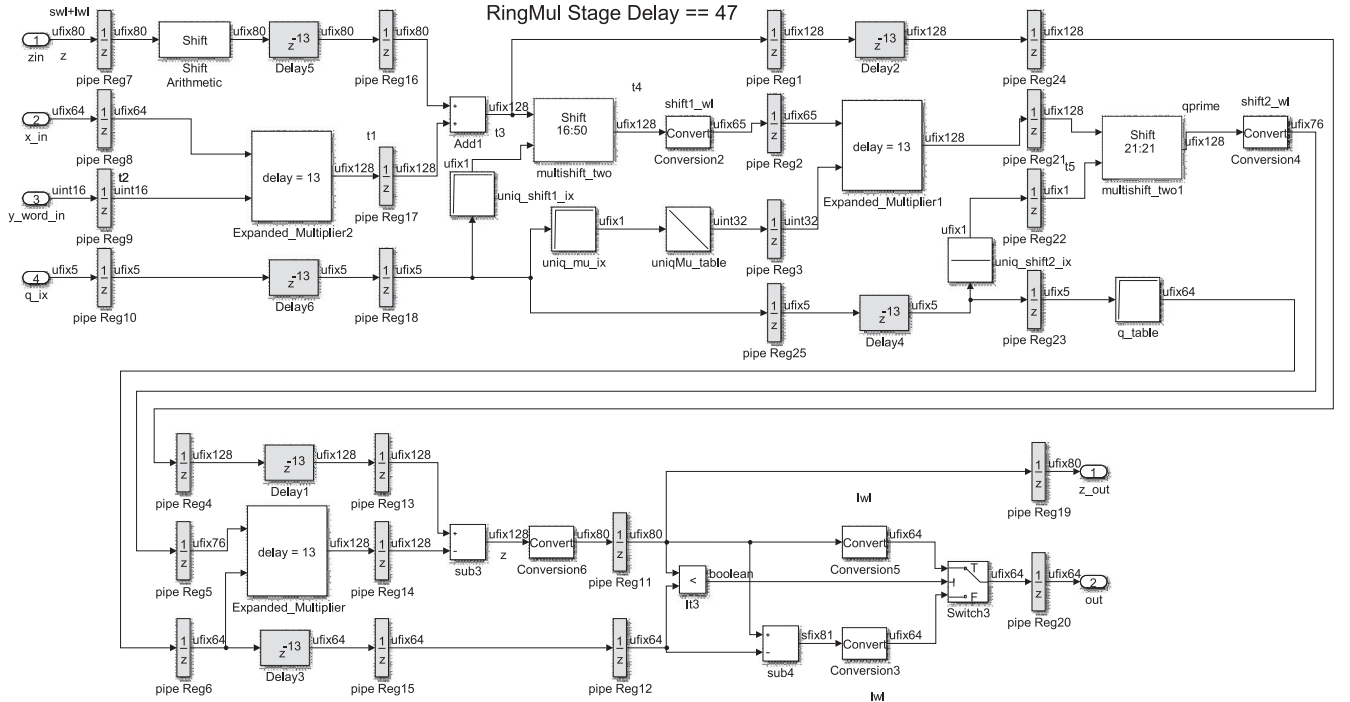 RingMul Stage Delay == 47
swl+lwl
ufix80
1
zin
z
1
z
pipe Reg7
ufix80
Shift
Shift
Arithmetic
ufix80
z-13
Delay5
ufix80
1
z
pipe Reg16
ufix80
ufix128
1
z
pipe Reg1
ufix128
z-13
Delay2
ufix128
1
z
pipe Reg24
ufix128
ufix64
2
x_in
1
z
pipe Reg8
ufix64
t1
+
+
Add1
ufix128
t3
t4
Shift
16:50
multishift_two
ufix128
shift1_wl
Convert
Conversion2
ufix65
1
z
pipe Reg2
ufix65
delay = 13
Expanded_Multiplier1
ufix128
1
z
pipe Reg21
ufix128
t5
Shift
21:21
multishift_two1
qprime
ufix128
shift2_wl
Convert
Conversion4
ufix76
uint16
3
y_word_in
t2
1
z
pipe Reg9
uint16
delay = 13
Expanded_Multiplier2
ufix128
1
z
pipe Reg17
ufix128
ufix1
uniq_shift1_ix
uniq_mu_ix
ufix1
uniqMu_table
uint32
1
z
pipe Reg3
uint32
ufix1
uniq_shift2_ix
1
z
pipe Reg22
ufix1
ufix5
4
q_ix
1
z
pipe Reg10
ufix5
z-13
Delay6
ufix5
1
z
pipe Reg18
ufix5
1
z
pipe Reg25
ufix5
z-13
Delay4
ufix5
1
z
pipe Reg23
ufix5
q_table
ufix64
1
z
pipe Reg4
ufix128
z-13
Delay1
ufix128
1
z
pipe Reg13
ufix128
1
z
pipe Reg19
ufix80
1
z_out
1
z
pipe Reg5
ufix76
delay = 13
Expanded_Multiplier
ufix128
1
z
pipe Reg14
ufix128
+
−
sub3
ufix128
z
Convert
Conversion6
ufix80
1
z
pipe Reg11
ufix80
<
lt3
boolean
lwl
Convert
Conversion5
ufix64
T
F
Switch3
ufix64
1
z
pipe Reg20
ufix64
2
out
1
z
pipe Reg6
ufix64
z-13
Delay3
ufix64
1
z
pipe Reg15
1
z
pipe Reg12
ufix64
+
−
sub4
sfix81
Convert
Conversion3
ufix64
lwl